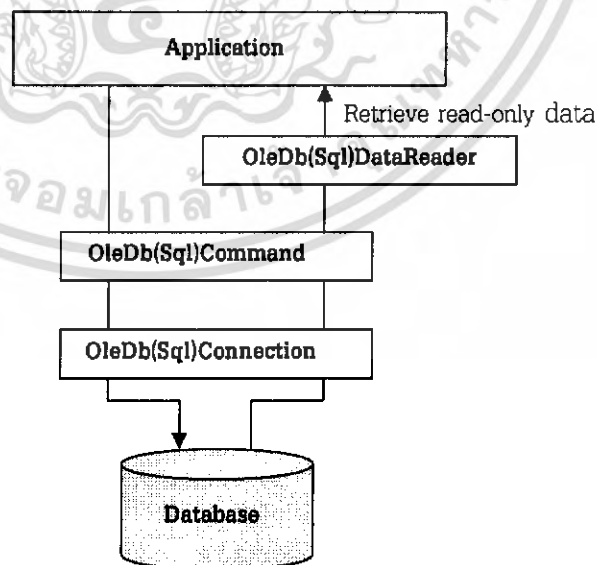 Application
Retrieve read-only data
OleDb(Sql)DataReader
OleDb(Sql)Command
OleDb(Sql)Connection
Database